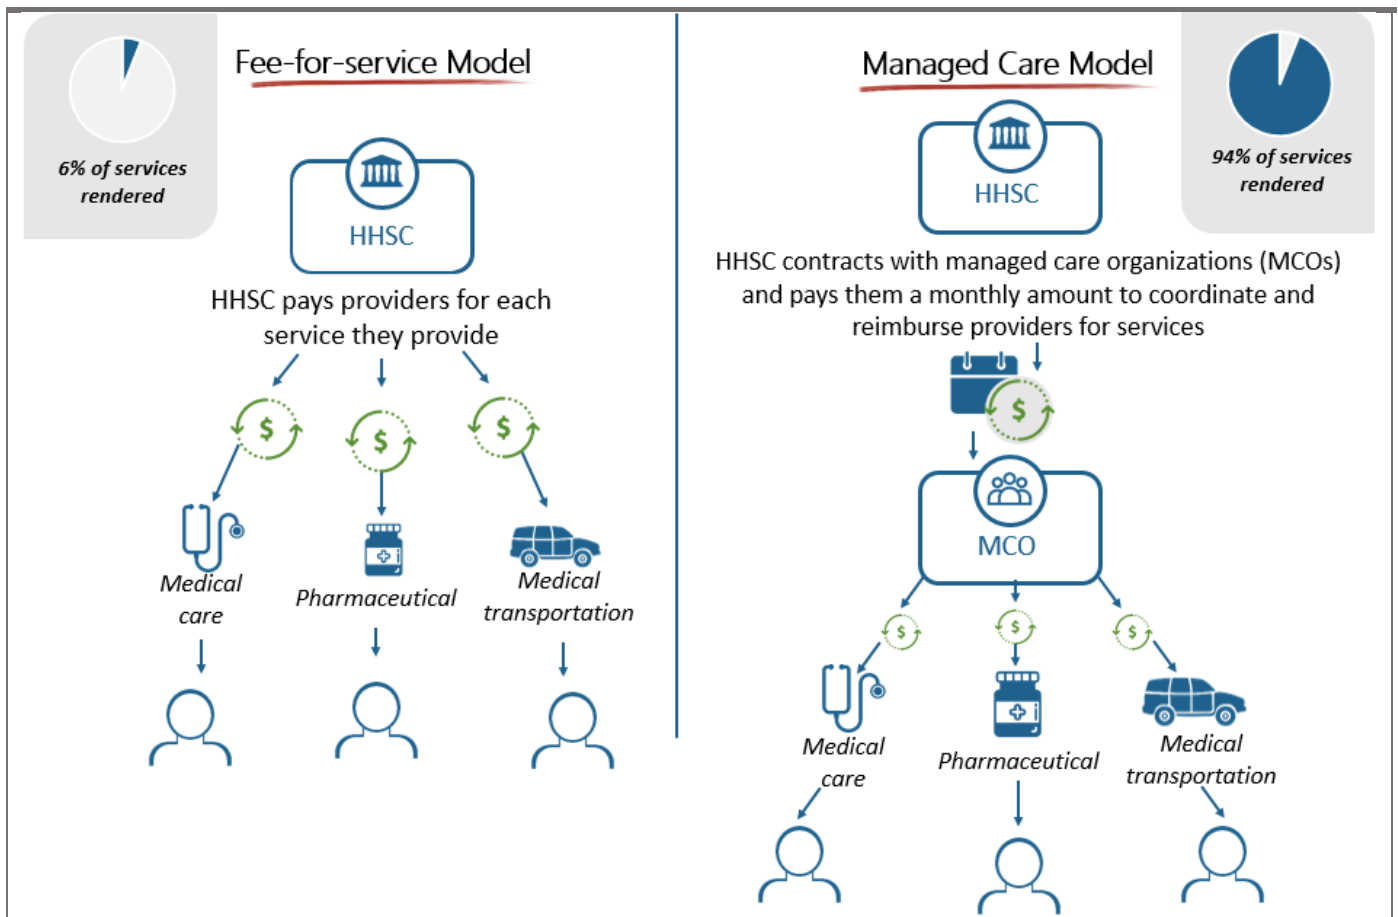 Fee-for-service Model
6% of services
rendered
HHSC
HHSC pays providers for each
service they provide
$
$
$
Medical
care
Pharmaceutical
Medical
transportation
Managed Care Model
94% of services
rendered
HHSC
HHSC contracts with managed care organizations (MCOs)
and pays them a monthly amount to coordinate and
reimburse providers for services
$
MCO
$
$
$
Medical
care
Pharmaceutical
Medical
transportation